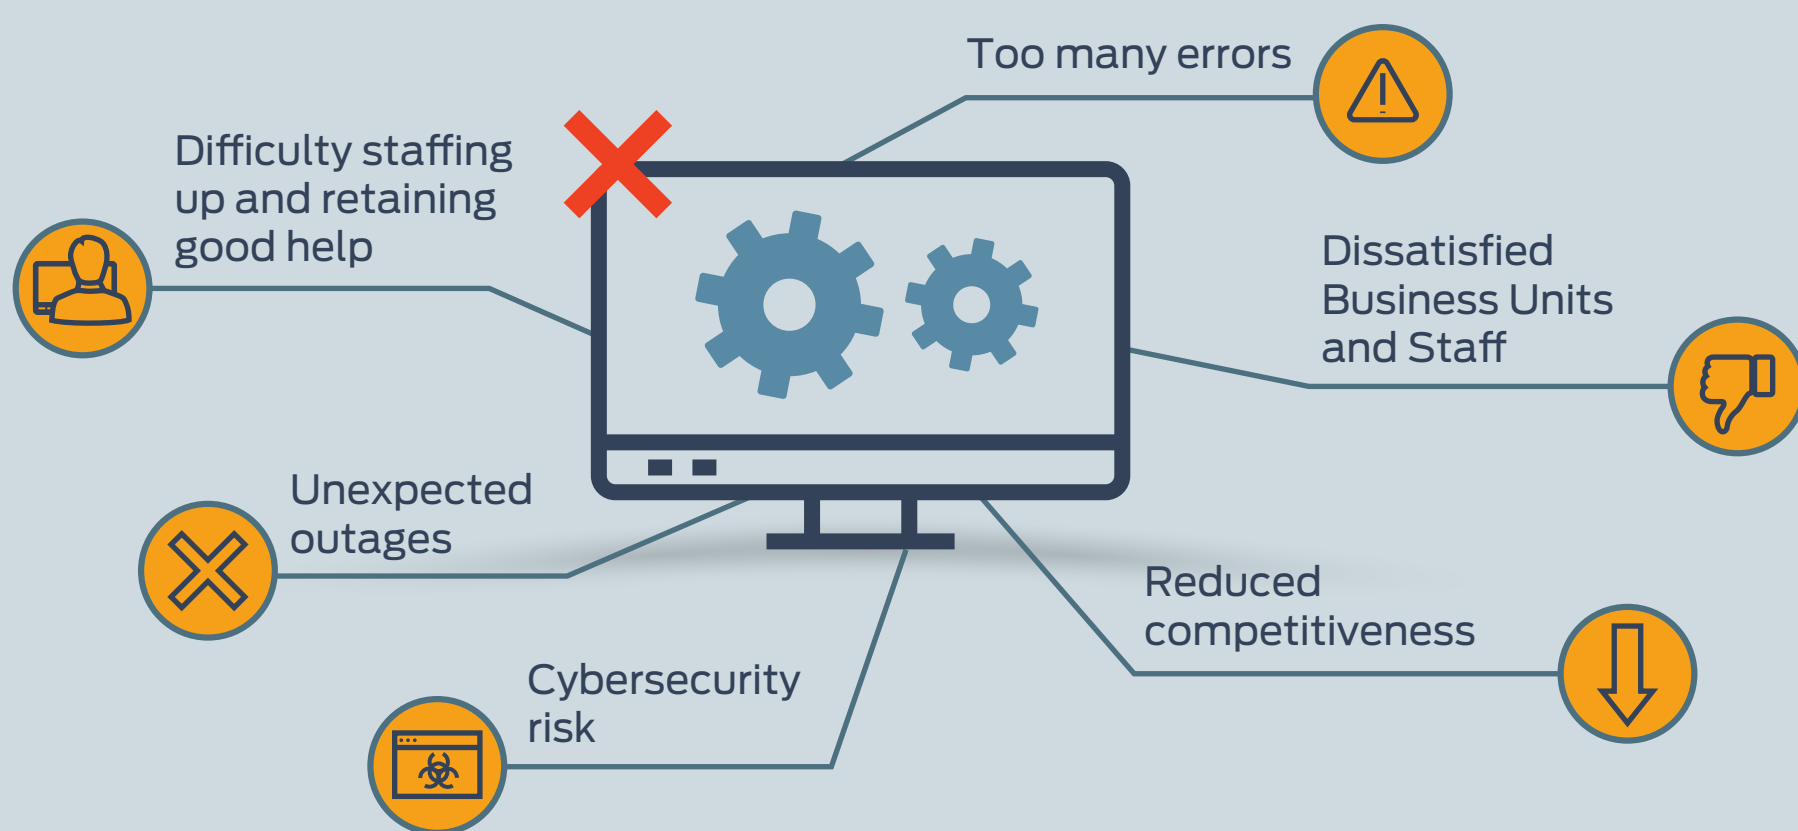 Too many errors
Difficulty staffing
up and retaining
good help
Dissatisfied
Business Units
and Staff
Unexpected
outages
Reduced
competitiveness
Cybersecurity
risk